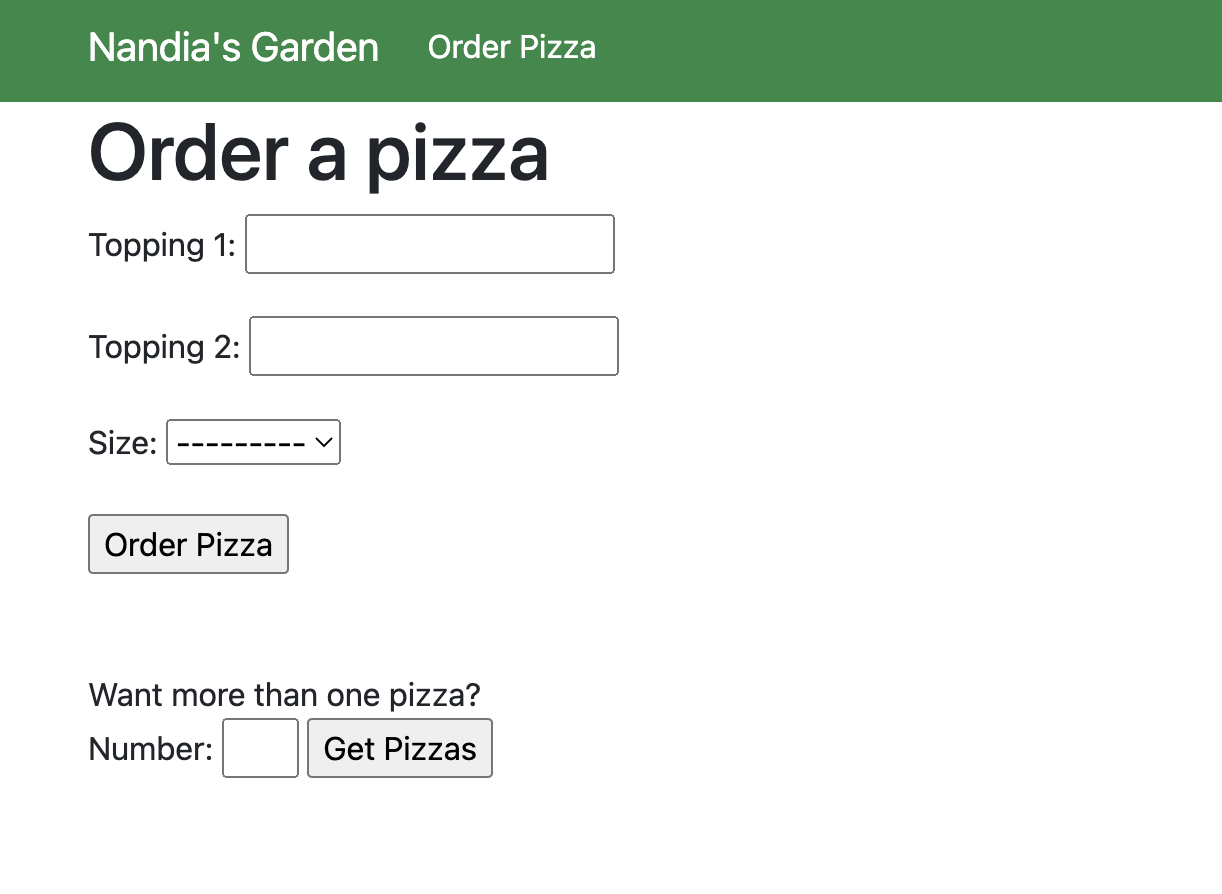 Nandia's Garden Order Pizza
Order a pizza
Topping 1:
Topping 2:
Size: ---------
Order Pizza
Want more than one pizza?
Number: Get Pizzas